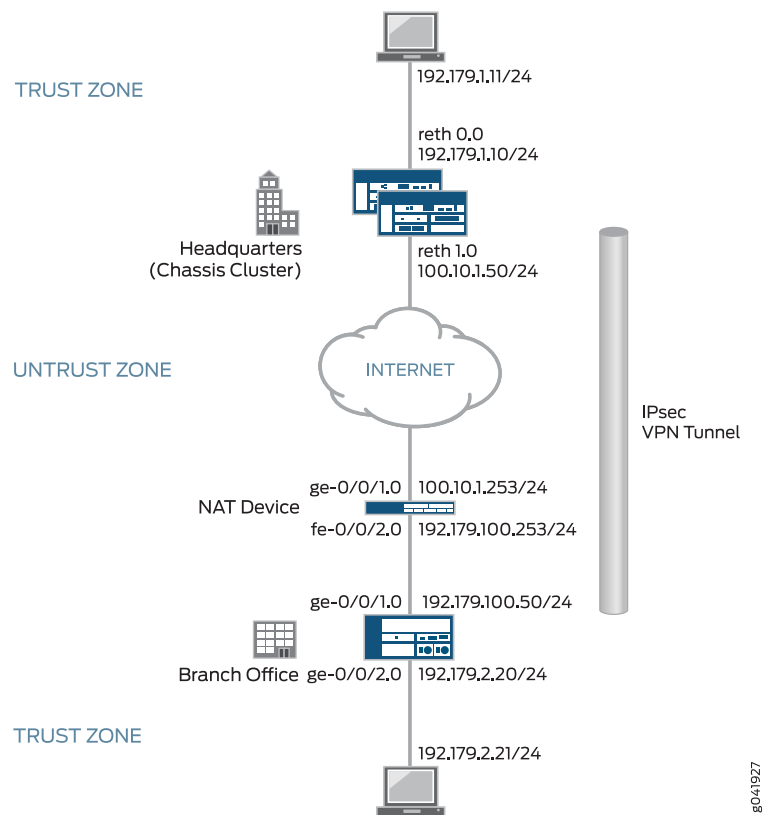 TRUST ZONE
192.179.1.11/24
reth 0.0
192.179.1.10/24
Headquarters
(Chassis Cluster)
reth 1.0
100.10.1.50/24
UNTRUST ZONE
INTERNET
IPsec
VPN Tunnel
NAT Device
ge-0/0/1.0 100.10.1.253/24
fe-0/0/2.0 192.179.100.253/24
ge-0/0/1.0 192.179.100.50/24
Branch Office
ge-0/0/2.0 192.179.2.20/24
TRUST ZONE
192.179.2.21/24
g041927